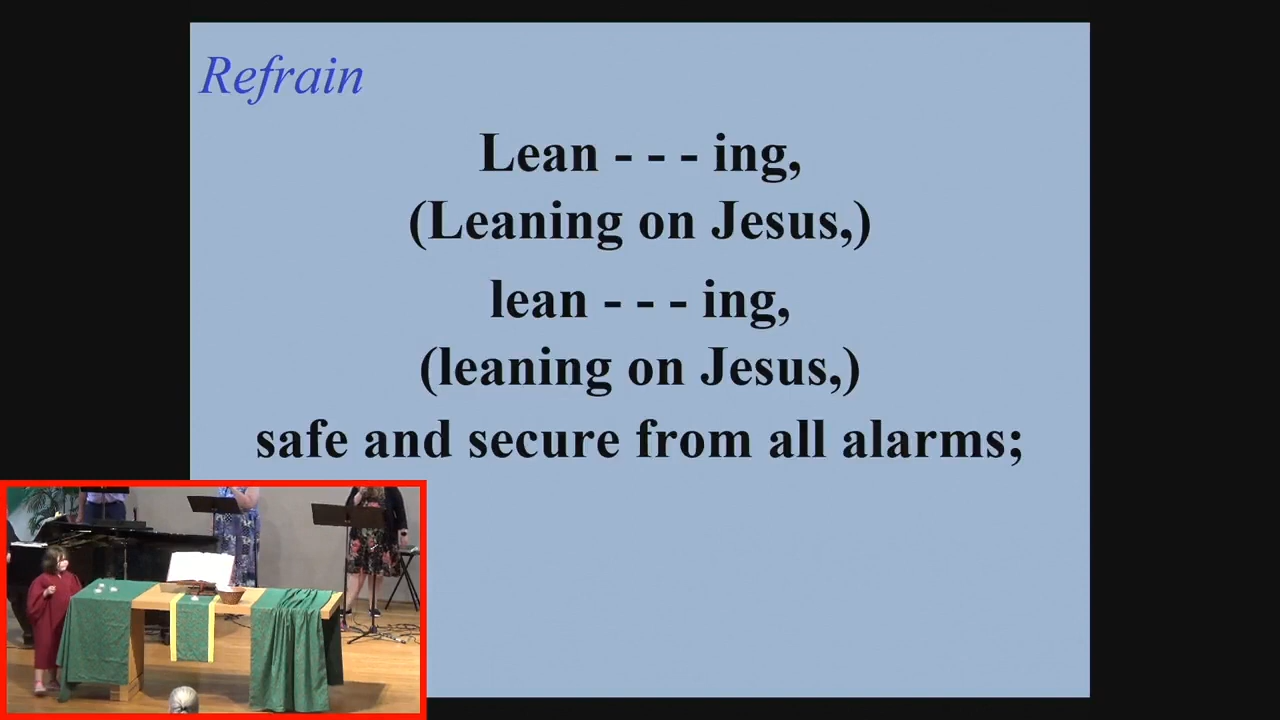 Refrain
Lean - - - ing,
(Leaning on Jesus,)
lean - - - ing,
(leaning on Jesus,)
safe and secure from all alarms;